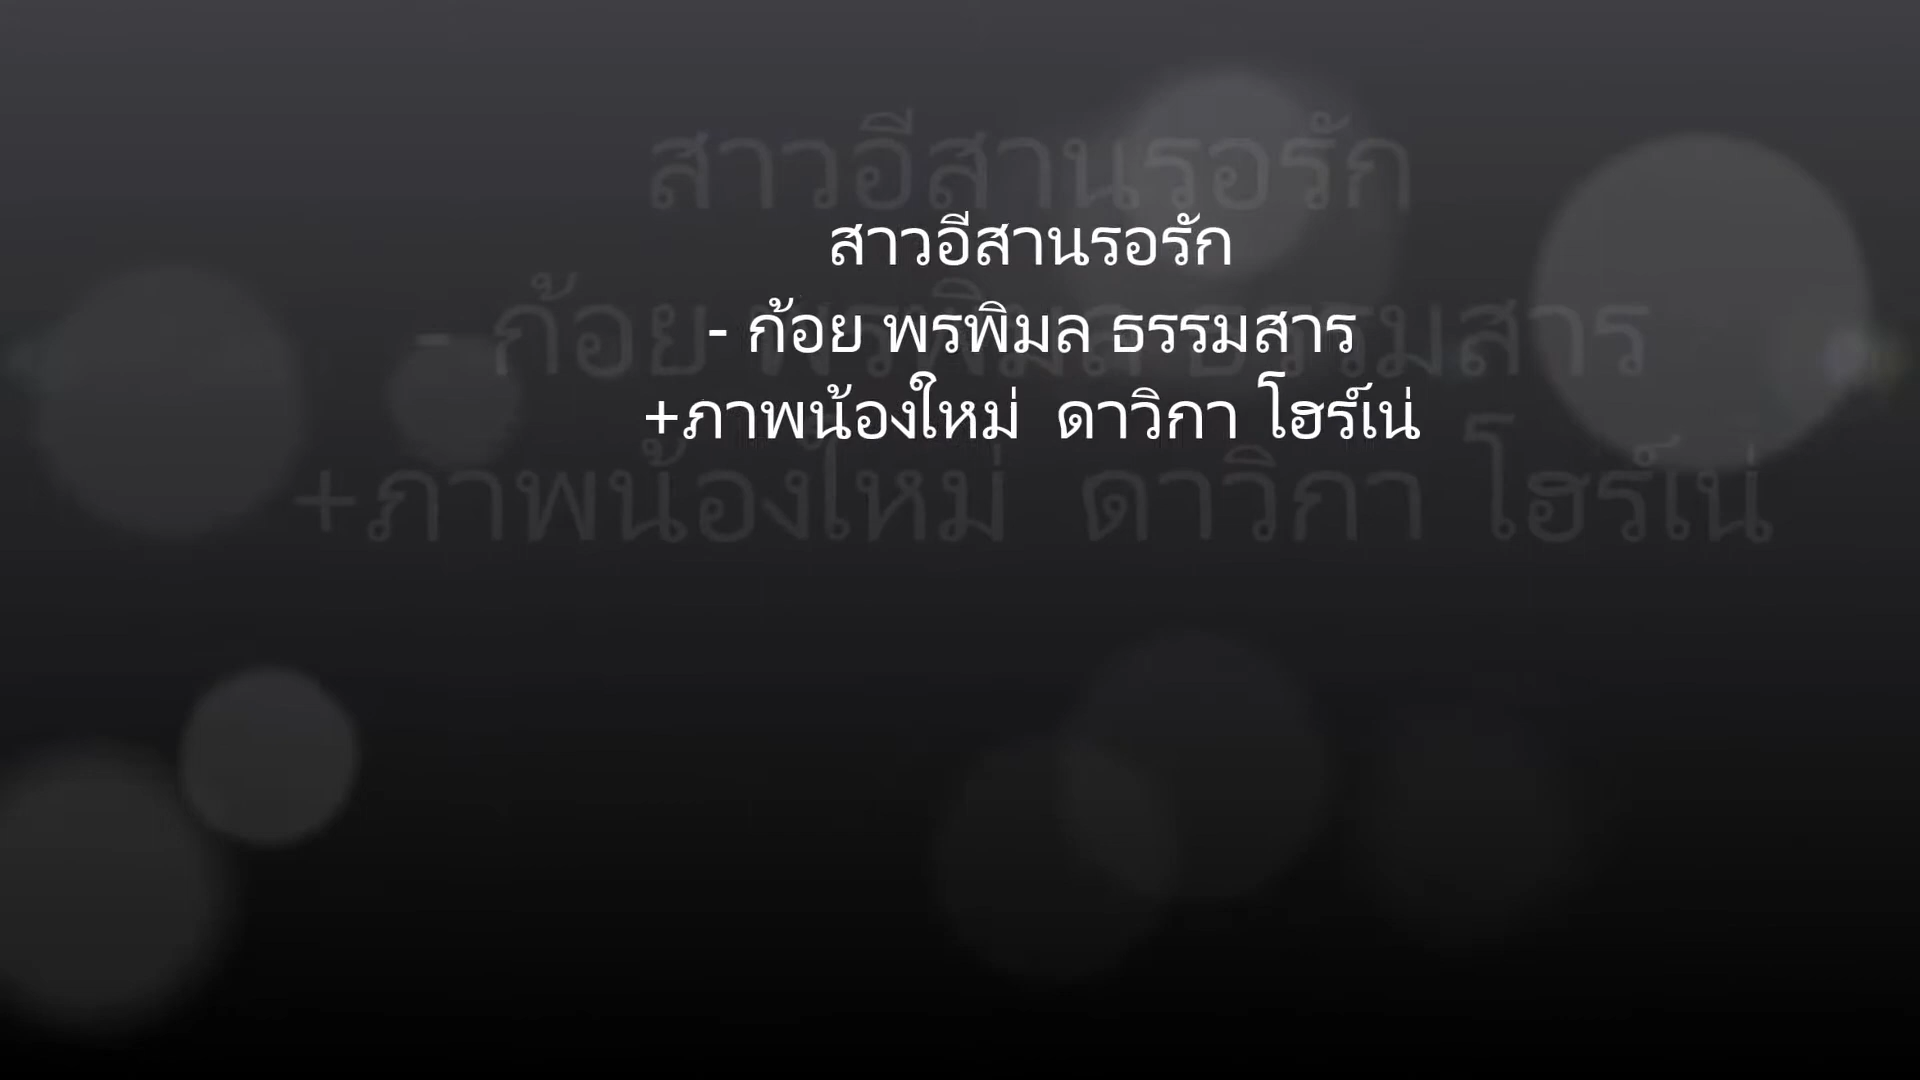 สาวอีสานรอรัก
- ก้อย พรพิมล ธรรมสาร
+ภาพน้องใหม่  ดาวิกา โฮร์เน่